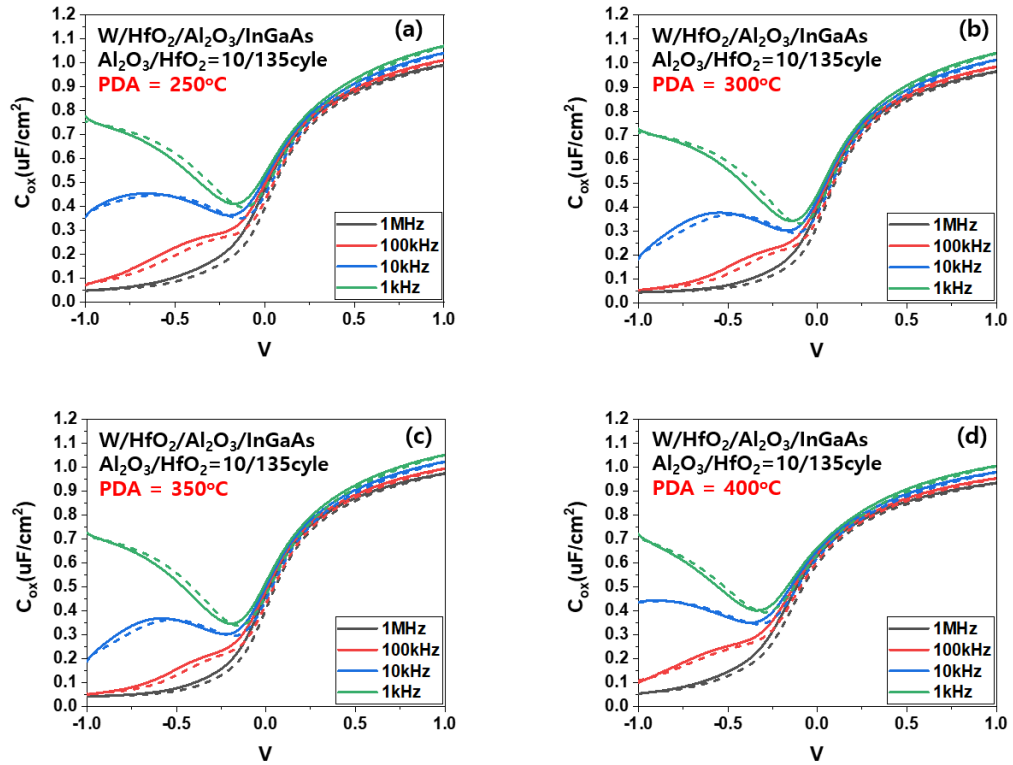 (a)
W/HfO₂/Al₂O₃/InGaAs
Al₂O₃/HfO₂=10/135cyle
PDA = 250ºC
1.2
1.1
1.0
0.9
0.8
0.7
0.6
0.5
0.4
0.3
0.2
0.1
0.0
Cₒₓ(uF/cm²)
1MHz
100kHz
10kHz
1kHz
-1.0 -0.5 0.0 0.5 1.0
V
(b)
W/HfO₂/Al₂O₃/InGaAs
Al₂O₃/HfO₂=10/135cyle
PDA = 300ºC
1.2
1.1
1.0
0.9
0.8
0.7
0.6
0.5
0.4
0.3
0.2
0.1
0.0
Cₒₓ(uF/cm²)
1MHz
100kHz
10kHz
1kHz
-1.0 -0.5 0.0 0.5 1.0
V
(c)
W/HfO₂/Al₂O₃/InGaAs
Al₂O₃/HfO₂=10/135cyle
PDA = 350ºC
1.2
1.1
1.0
0.9
0.8
0.7
0.6
0.5
0.4
0.3
0.2
0.1
0.0
Cₒₓ(uF/cm²)
1MHz
100kHz
10kHz
1kHz
-1.0 -0.5 0.0 0.5 1.0
V
(d)
W/HfO₂/Al₂O₃/InGaAs
Al₂O₃/HfO₂=10/135cyle
PDA = 400ºC
1.2
1.1
1.0
0.9
0.8
0.7
0.6
0.5
0.4
0.3
0.2
0.1
0.0
Cₒₓ(uF/cm²)
1MHz
100kHz
10kHz
1kHz
-1.0 -0.5 0.0 0.5 1.0
V